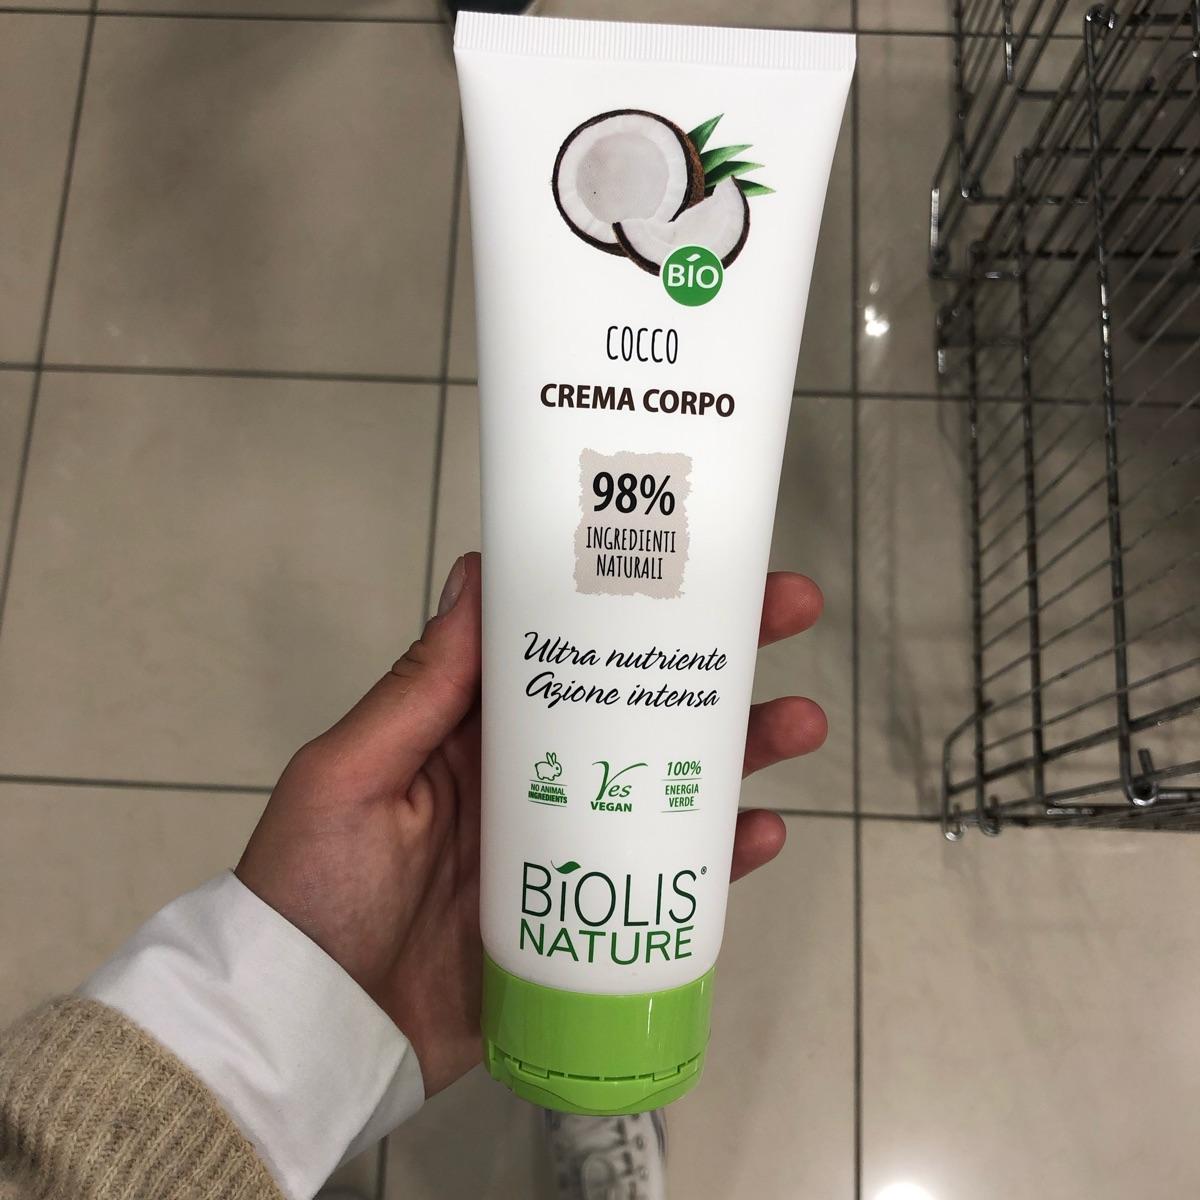 BIO
COCCO
CREMA CORPO
98%
INGREDIENTI
NATURALI
Ultra nutriente
Azione intensa
NO ANIMAL
INGREDIENTS
Yes
VEGAN
100%
ENERGIA
VERDE
BIOLIS®
NATURE